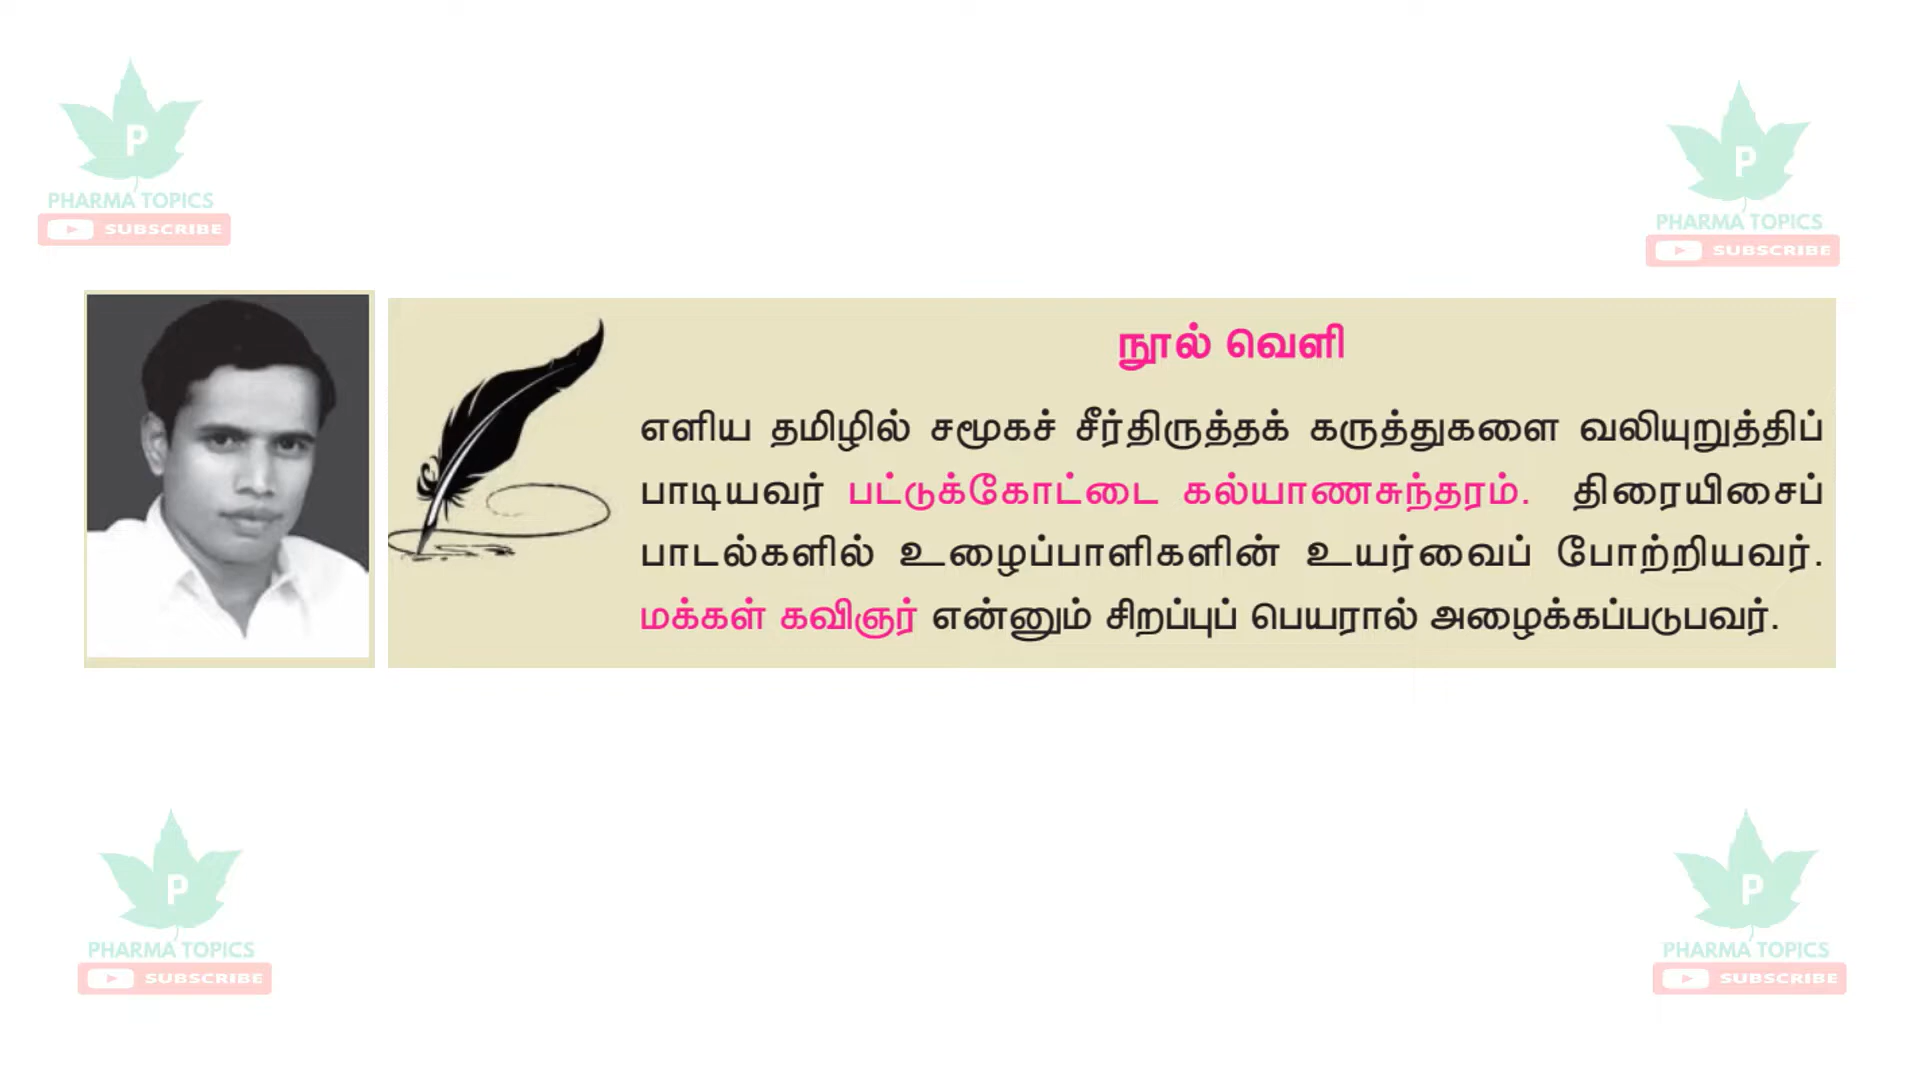 P
PHARMA TOPICS
SUBSCRIBE
P
PHARMA TOPICS
SUBSCRIBE
நூல் வெளி
எளிய தமிழில் சமூகச் சீர்திருத்தக் கருத்துகளை வலியுறுத்திப்
பாடியவர் பட்டுக்கோட்டை கல்யாணசுந்தரம். திரையிசைப்
பாடல்களில் உழைப்பாளிகளின் உயர்வைப் போற்றியவர்.
மக்கள் கவிஞர் என்னும் சிறப்புப் பெயரால் அழைக்கப்படுபவர்.
P
PHARMA TOPICS
SUBSCRIBE
P
PHARMA TOPICS
SUBSCRIBE